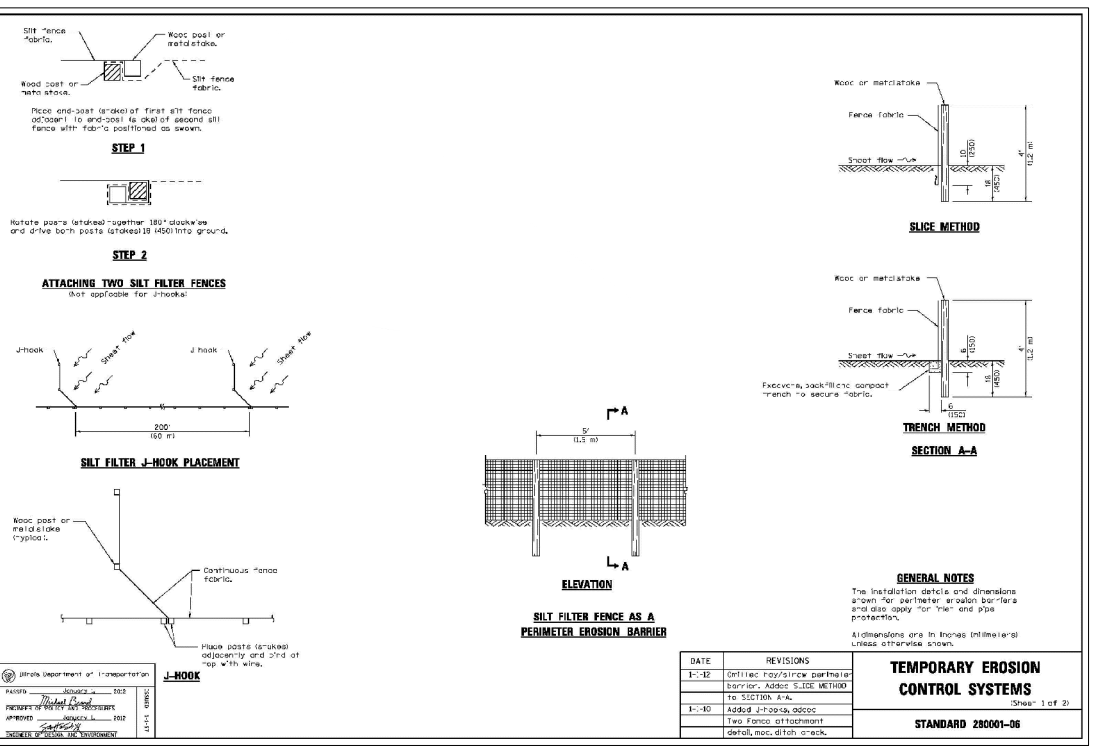 Silt fence
fabric.
Wood post or
metal stake.
Wood post or
metal stake.
Silt fence
fabric.
Place end-post (stake) of first silt fence
adjacent to end-post (stake) of second silt
fence with fabric positioned as shown.
STEP 1
Rotate posts (stakes) together 180° clockwise
and drive both posts (stakes) 18 (450) into ground.
STEP 2
ATTACHING TWO SILT FILTER FENCES
(Not applicable for J-hooks)
J-hook
Sheet flow
J-hook
Sheet flow
200'
(60 m)
SILT FILTER J-HOOK PLACEMENT
Wood post or
metal stake
(typical).
Continuous fence
fabric.
Place posts (stakes)
adjacently and bind at
top with wire.
J-HOOK
A
5'
(1.5 m)
A
ELEVATION
SILT FILTER FENCE AS A
PERIMETER EROSION BARRIER
Wood or metal stake
Fence fabric
Sheet flow
10
(250)
18
(450)
4'
(1.2 m)
SLICE METHOD
Wood or metal stake
Fence fabric
Sheet flow
6
(150)
18
(450)
4'
(1.2 m)
Excavate, backfill and compact
trench to secure fabric.
6
(150)
TRENCH METHOD
SECTION A-A
GENERAL NOTES
The installation details and dimensions
shown for perimeter erosion barriers
shall also apply for inlet and pipe
protection.
All dimensions are in inches (millimeters)
unless otherwise shown.
Illinois Department of Transportation
PASSED January 1, 2012
ENGINEER OF POLICY AND PROCEDURES
APPROVED January 1, 2012
ENGINEER OF DESIGN AND ENVIRONMENT
ISSUED 1-1-97
DATE REVISIONS
1-1-12 Omitted hay/straw perimeter
barrier. Added SLICE METHOD
to SECTION A-A.
1-1-10 Added J-hooks, added
Two Fence attachment
detail, mod. ditch check.
TEMPORARY EROSION
CONTROL SYSTEMS
(Sheet 1 of 2)
STANDARD 280001-06